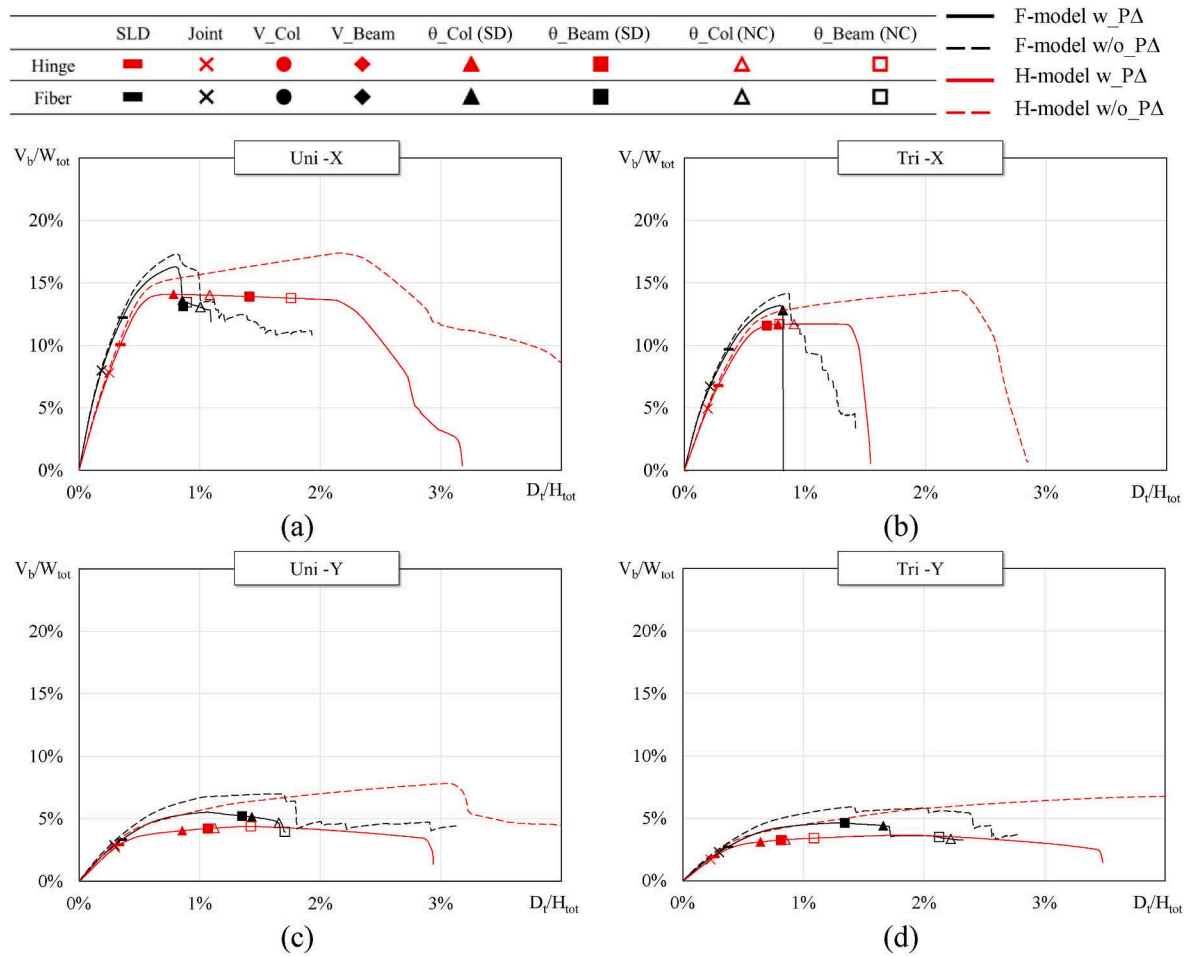 SLD Joint V_Col V_Beam θ_Col (SD) θ_Beam (SD) θ_Col (NC) θ_Beam (NC)
Hinge
Fiber
F-model w_PΔ
F-model w/o_PΔ
H-model w_PΔ
H-model w/o_PΔ
V_b/W_tot
Uni -X
20%
15%
10%
5%
0%
0% 1% 2% 3% D_t/H_tot
(a)
V_b/W_tot
Tri -X
20%
15%
10%
5%
0%
0% 1% 2% 3% D_t/H_tot
(b)
V_b/W_tot
Uni -Y
20%
15%
10%
5%
0%
0% 1% 2% 3% D_t/H_tot
(c)
V_b/W_tot
Tri -Y
20%
15%
10%
5%
0%
0% 1% 2% 3% D_t/H_tot
(d)